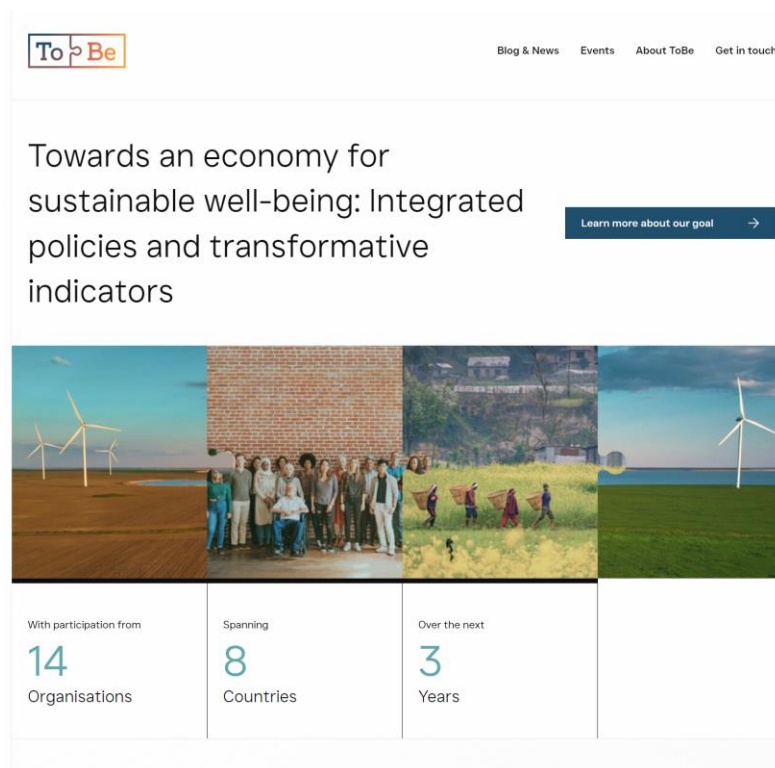 To Be
Blog & News Events About ToBe Get in touch
Towards an economy for
sustainable well-being: Integrated
policies and transformative
indicators
Learn more about our goal →
With participation from
14
Organisations
Spanning
8
Countries
Over the next
3
Years